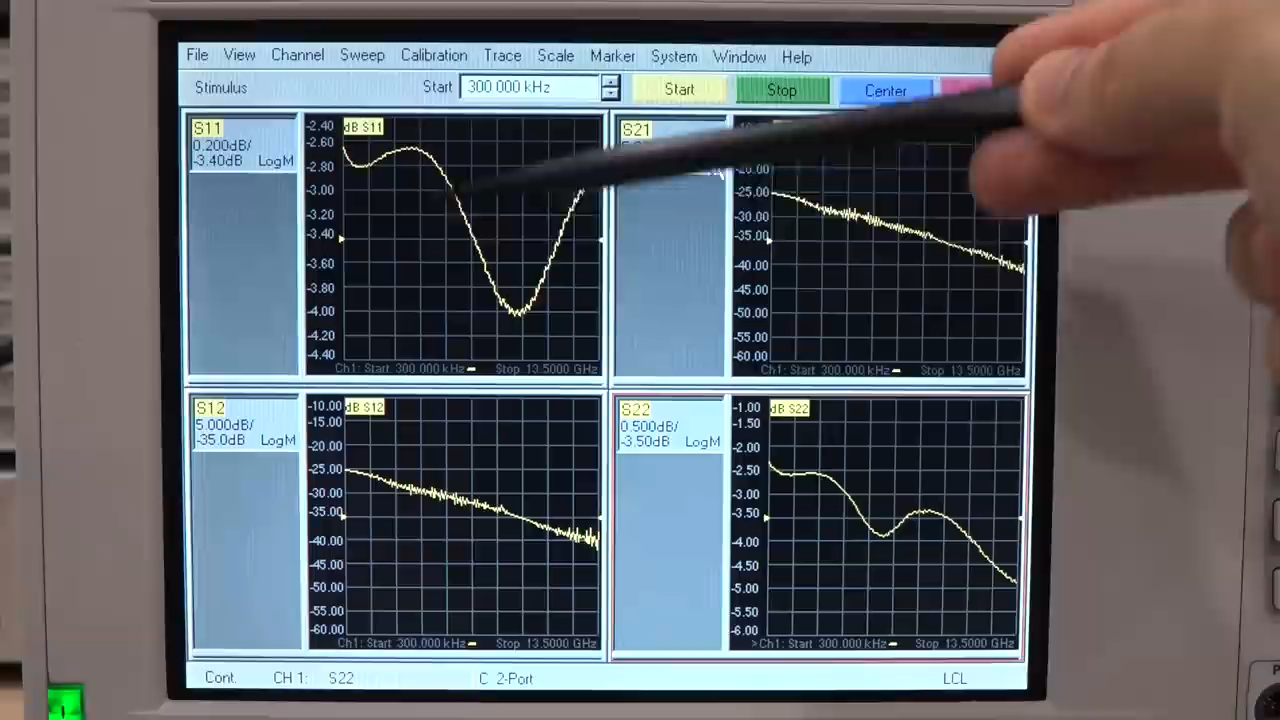 File View Channel Sweep Calibration Trace Scale Marker System Window Help
Stimulus Start 300.000 kHz Start Stop Center
S11
0.200dB/
-3.40dB LogM
dB S11
-2.40
-2.60
-2.80
-3.00
-3.20
-3.40
-3.60
-3.80
-4.00
-4.20
-4.40
Ch1: Start 300.000 kHz Stop 13.5000 GHz
S21
-25.00
-30.00
-35.00
-40.00
-45.00
-50.00
-55.00
-60.00
Ch1: Start 300.000 kHz Stop 13.5000 GHz
S12
5.000dB/
-35.0dB LogM
dB S12
-10.00
-15.00
-20.00
-25.00
-30.00
-35.00
-40.00
-45.00
-50.00
-55.00
-60.00
Ch1: Start 300.000 kHz Stop 13.5000 GHz
S22
0.500dB/
-3.50dB LogM
dB S22
-1.00
-1.50
-2.00
-2.50
-3.00
-3.50
-4.00
-4.50
-5.00
-5.50
-6.00
>Ch1: Start 300.000 kHz Stop 13.5000 GHz
Cont. CH 1: S22 C 2-Port LCL